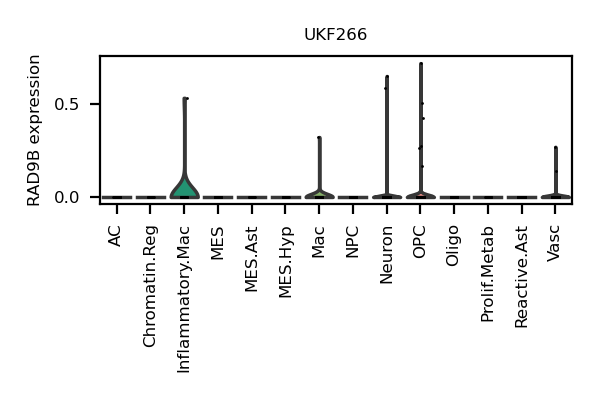 UKF266
RAD9B expression
0.5
0.0
AC
Chromatin.Reg
Inflammatory.Mac
MES
MES.Ast
MES.Hyp
Mac
NPC
Neuron
OPC
Oligo
Prolif.Metab
Reactive.Ast
Vasc